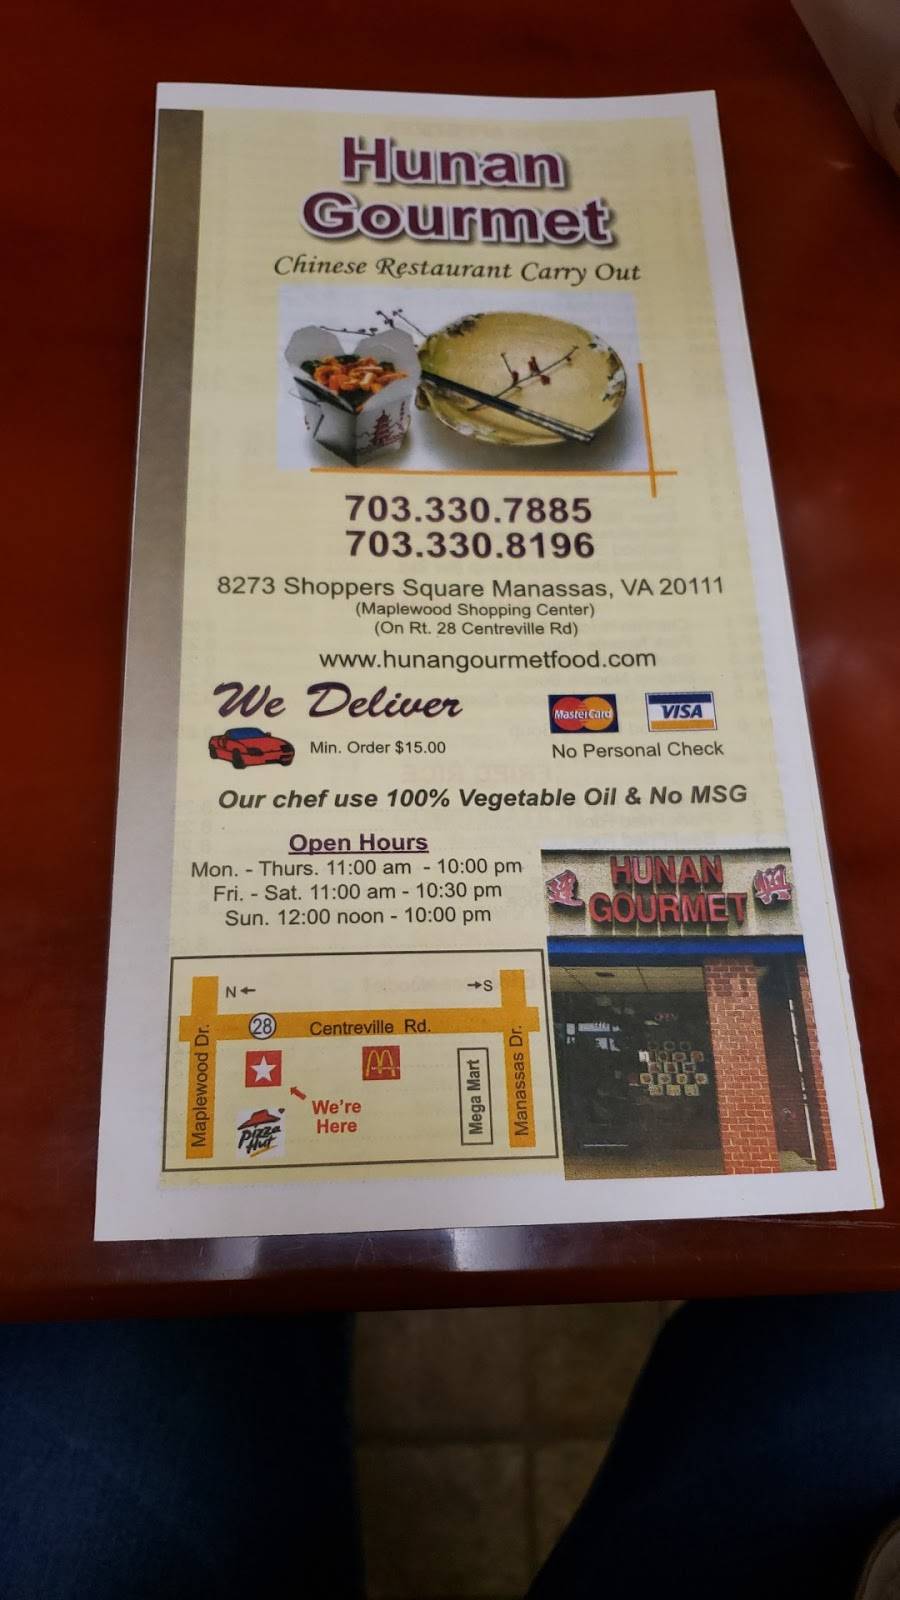 Hunan
Gourmet
Chinese Restaurant Carry Out
703.330.7885
703.330.8196
8273 Shoppers Square Manassas, VA 20111
(Maplewood Shopping Center)
(On Rt. 28 Centreville Rd)
www.hunangourmetfood.com
We Deliver
Min. Order $15.00
MasterCard
VISA
No Personal Check
Our chef use 100% Vegetable Oil & No MSG
Open Hours
Mon. - Thurs. 11:00 am - 10:00 pm
Fri. - Sat. 11:00 am - 10:30 pm
Sun. 12:00 noon - 10:00 pm
HUNAN
GOURMET
OPEN
N←
→S
28
Centreville Rd.
Maplewood Dr.
Manassas Dr.
Mega Mart
We're
Here
Pizza
Hut